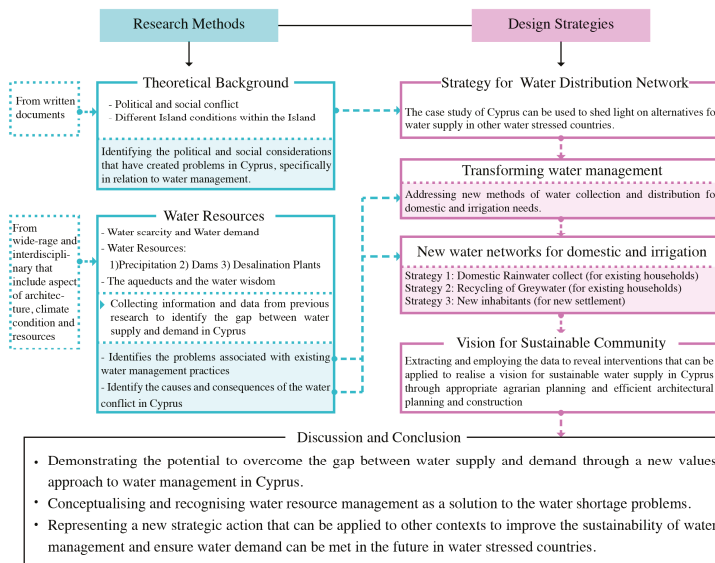 Research Methods
Design Strategies
From written
documents
Theoretical Background
- Political and social conflict
- Different Island conditions within the Island
Identifying the political and social considerations
that have created problems in Cyprus, specifically
in relation to water management.
From
wide-rage and
interdisciplin-
ary that
include aspect
of architec-
ture, climate
condition and
resources
Water Resources
- Water scarcity and Water demand
- Water Resources:
1)Precipitation 2) Dams 3) Desalination Plants
- The aqueducts and the water wisdom
Collecting information and data from previous
research to identify the gap between water
supply and demand in Cyprus
- Identifies the problems associated with existing
water management practices
- Identify the causes and consequences of the water
conflict in Cyprus
Strategy for Water Distribution Network
The case study of Cyprus can be used to shed light on alternatives fo
water supply in other water stressed countries.
Transforming water management
Addressing new methods of water collection and distribution fo
domestic and irrigation needs.
New water networks for domestic and irrigation
Strategy 1: Domestic Rainwater collect (for existing households)
Strategy 2: Recycling of Greywater (for existing households)
Strategy 3: New inhabitants (for new settlement)
Vision for Sustainable Community
Extracting and employing the data to reveal interventions that can be
applied to realise a vision for sustainable water supply in Cyprus
through appropriate agrarian planning and efficient architectural
planning and construction
Discussion and Conclusion
• Demonstrating the potential to overcome the gap between water supply and demand through a new values
approach to water management in Cyprus.
• Conceptualising and recognising water resource management as a solution to the water shortage problems.
• Representing a new strategic action that can be applied to other contexts to improve the sustainability of water
management and ensure water demand can be met in the future in water stressed countries.